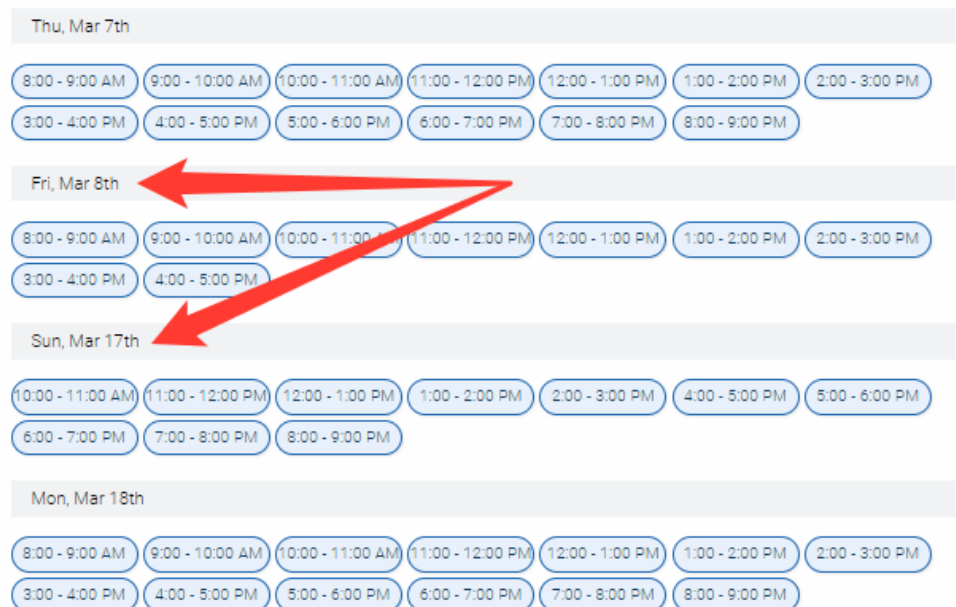 Thu, Mar 7th
8:00 - 9:00 AM 9:00 - 10:00 AM 10:00 - 11:00 AM 11:00 - 12:00 PM 12:00 - 1:00 PM 1:00 - 2:00 PM 2:00 - 3:00 PM
3:00 - 4:00 PM 4:00 - 5:00 PM 5:00 - 6:00 PM 6:00 - 7:00 PM 7:00 - 8:00 PM 8:00 - 9:00 PM
Fri, Mar 8th
8:00 - 9:00 AM 9:00 - 10:00 AM 10:00 - 11:00 AM 11:00 - 12:00 PM 12:00 - 1:00 PM 1:00 - 2:00 PM 2:00 - 3:00 PM
3:00 - 4:00 PM 4:00 - 5:00 PM
Sun, Mar 17th
10:00 - 11:00 AM 11:00 - 12:00 PM 12:00 - 1:00 PM 1:00 - 2:00 PM 2:00 - 3:00 PM 4:00 - 5:00 PM 5:00 - 6:00 PM
6:00 - 7:00 PM 7:00 - 8:00 PM 8:00 - 9:00 PM
Mon, Mar 18th
8:00 - 9:00 AM 9:00 - 10:00 AM 10:00 - 11:00 AM 11:00 - 12:00 PM 12:00 - 1:00 PM 1:00 - 2:00 PM 2:00 - 3:00 PM
3:00 - 4:00 PM 4:00 - 5:00 PM 5:00 - 6:00 PM 6:00 - 7:00 PM 7:00 - 8:00 PM 8:00 - 9:00 PM